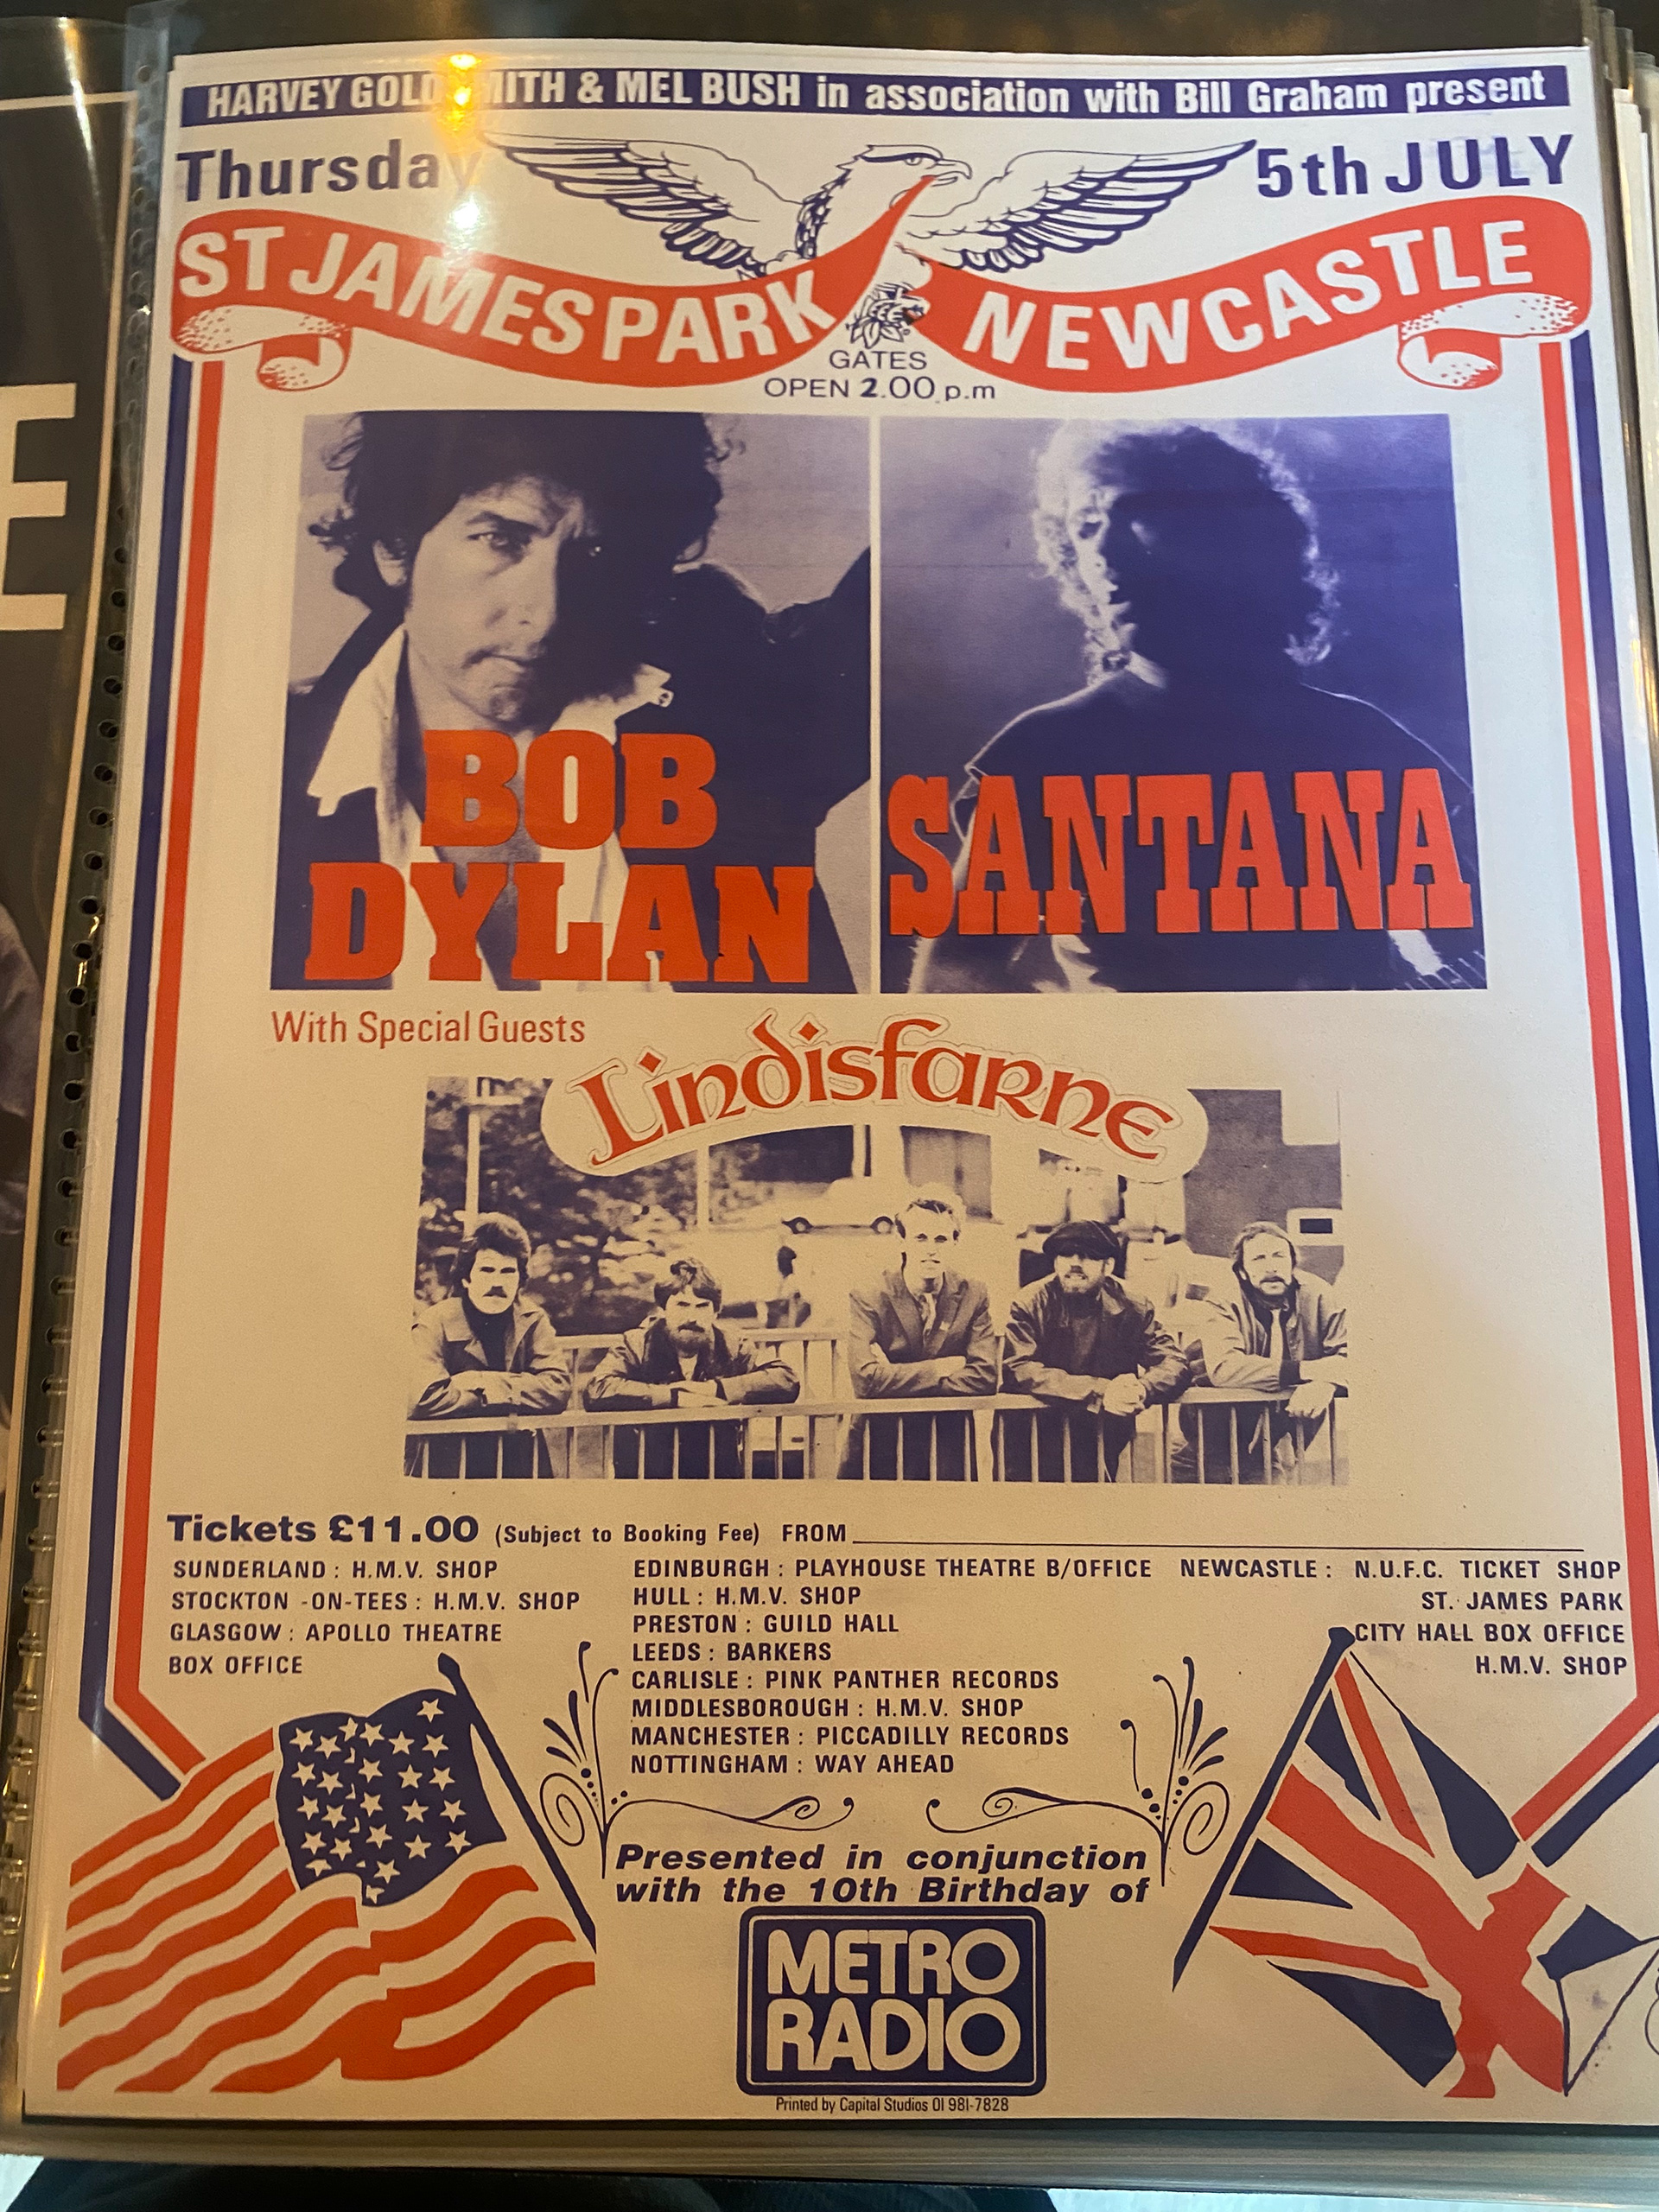 HARVEY GOLDSMITH & MEL BUSH in association with Bill Graham present
Thursday 5th JULY
ST JAMES PARK NEWCASTLE
GATES
OPEN 2.00 p.m
BOB
DYLAN
SANTANA
With Special Guests
Lindisfarne
Tickets £11.00 (Subject to Booking Fee) FROM
SUNDERLAND : H.M.V. SHOP
STOCKTON -ON-TEES : H.M.V. SHOP
GLASGOW : APOLLO THEATRE
BOX OFFICE
EDINBURGH : PLAYHOUSE THEATRE B/OFFICE
HULL : H.M.V. SHOP
PRESTON : GUILD HALL
LEEDS : BARKERS
CARLISLE : PINK PANTHER RECORDS
MIDDLESBOROUGH : H.M.V. SHOP
MANCHESTER : PICCADILLY RECORDS
NOTTINGHAM : WAY AHEAD
NEWCASTLE : N.U.F.C. TICKET SHOP
ST. JAMES PARK
CITY HALL BOX OFFICE
H.M.V. SHOP
Presented in conjunction
with the 10th Birthday of
METRO
RADIO
Printed by Capital Studios 01 981-7828